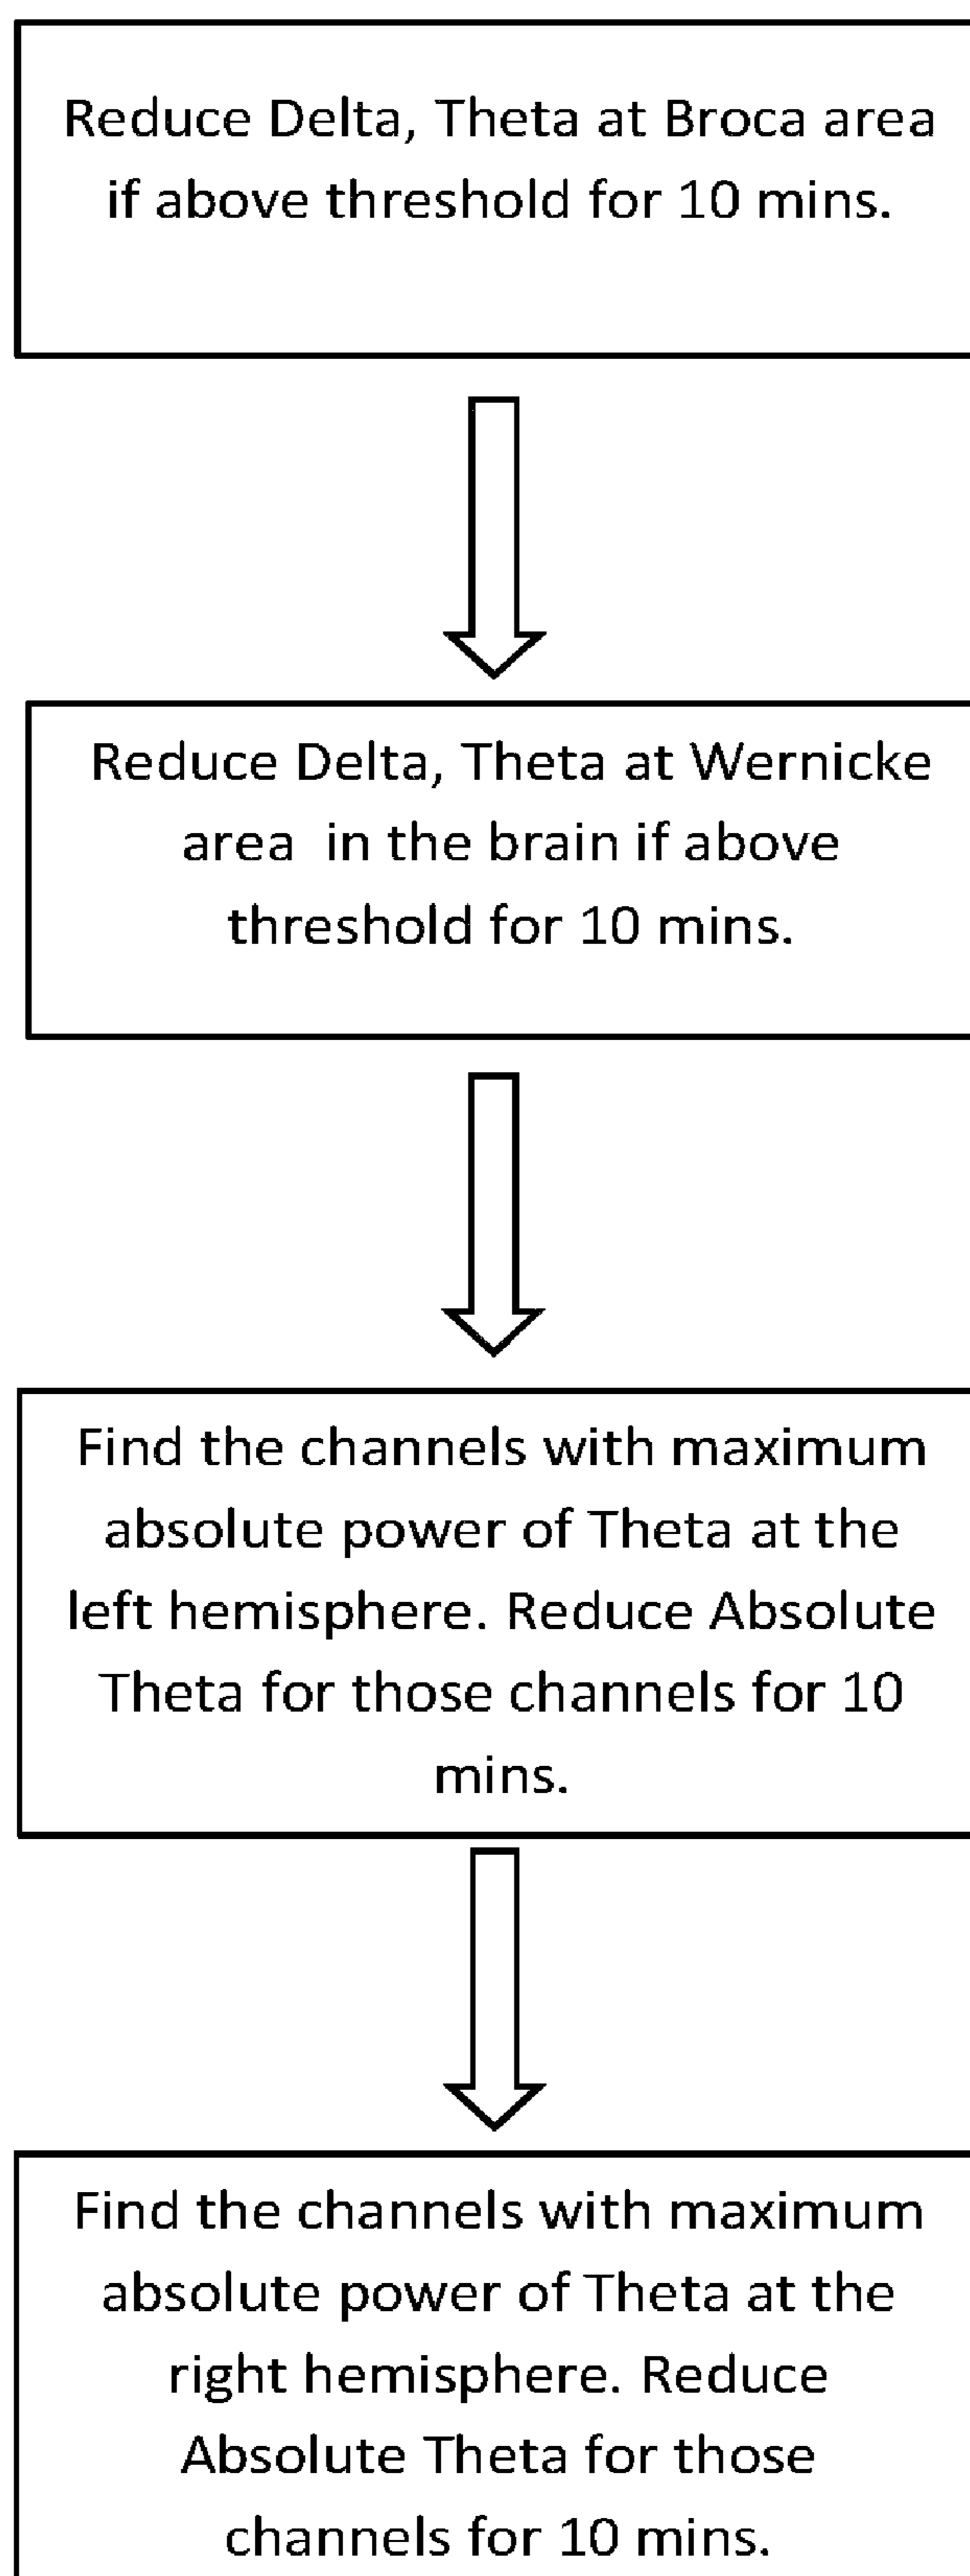 Reduce Delta, Theta at Broca area
if above threshold for 10 mins.
Reduce Delta, Theta at Wernicke
area  in the brain if above
threshold for 10 mins.
Find the channels with maximum
absolute power of Theta at the
left hemisphere. Reduce Absolute
Theta for those channels for 10
mins.
Find the channels with maximum
absolute power of Theta at the
right hemisphere. Reduce
Absolute Theta for those
channels for 10 mins.